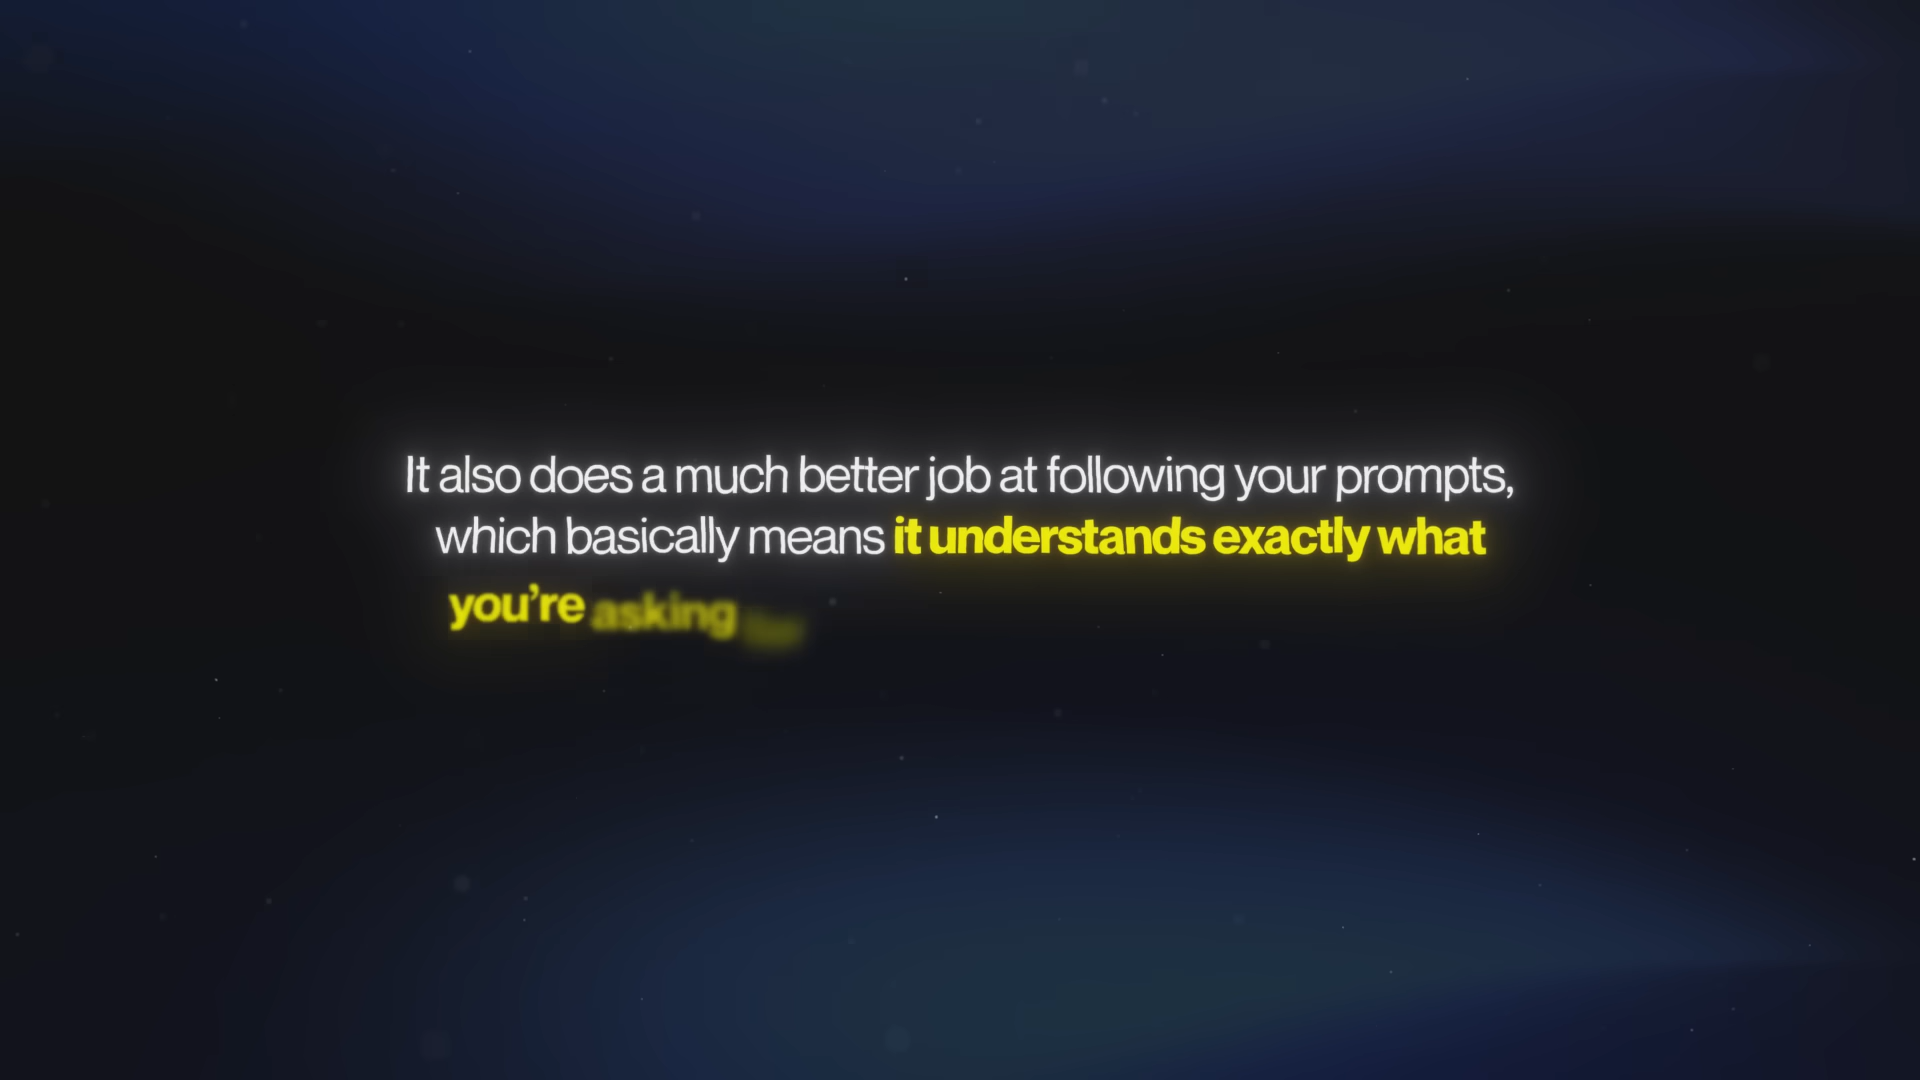 It also does a much better job at following your prompts,
which basically means it understands exactly what
you’re asking